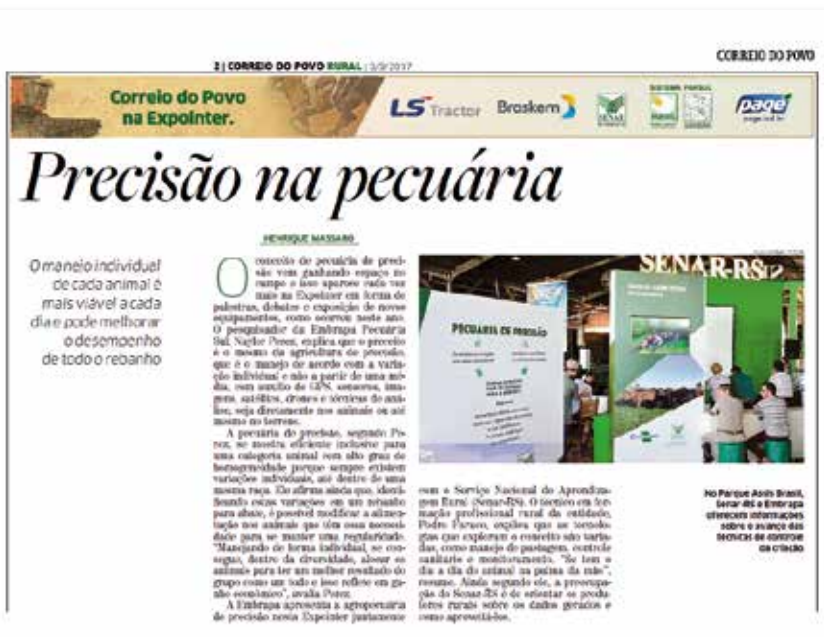 CORREIO DO POVO
2 | CORREIO DO POVO RURAL | 3/9/2017
Correio do Povo
na Expointer.
LS Tractor
Braskem
SENAR
page
Precisão na pecuária
O manejo individual
de cada animal é
mais viável a cada
dia e pode melhorar
o desempenho
de todo o rebanho
HENRIQUE MASSARO
O conceito de pecuária de preci-
são vem ganhando espaço no
campo e isso aparece cada vez
mais na Expointer em forma de
palestras, debates e exposição de novos
equipamentos, como ocorreu neste ano.
O pesquisador da Embrapa Pecuária
Sul, Naylor Perez, explica que o preceito
é o mesmo da agricultura de precisão,
que é o manejo de acordo com a varia-
ção individual e não a partir de uma mé-
dia, com auxílio de GPS, sensores, ima-
gens, satélites, drones e técnicas de aná-
lise, seja diretamente nos animais ou até
mesmo no terreno.
A pecuária de precisão, segundo Pe-
rez, se mostra eficiente inclusive para
uma categoria animal com alto grau de
homogeneidade porque sempre existem
variações individuais, até dentro de uma
mesma raça. Ele afirma ainda que, identi-
ficando estas variações em um rebanho
para abate, é possível modificar a alimen-
tação nos animais que têm essa necessi-
dade para se manter uma regularidade.
"Manejando de forma individual, se con-
segue, dentro da diversidade, alocar os
animais para ter um melhor resultado do
grupo como um todo e isso reflete em ga-
nho econômico", avalia Perez.
A Embrapa apresenta a agropecuária
de precisão nesta Expointer juntamente
com o Serviço Nacional de Aprendiza-
gem Rural (Senar-RS). O técnico em for-
mação profissional rural da entidade,
Pedro Faraco, explica que as tecnolo-
gias que exploram o conceito são varia-
das, como manejo de pastagem, controle
sanitário e monitoramento. "Se tem o
dia a dia do animal na palma da mão",
resume. Ainda segundo ele, a preocupa-
ção do Senar-RS é de orientar os produ-
tores rurais sobre os dados gerados e
como aproveitá-los.
SENAR-RS
PECUÁRIA DE PRECISÃO
No Parque Assis Brasil,
Senar-RS e Embrapa
oferecem informações
sobre o avanço das
técnicas de controle
da criação